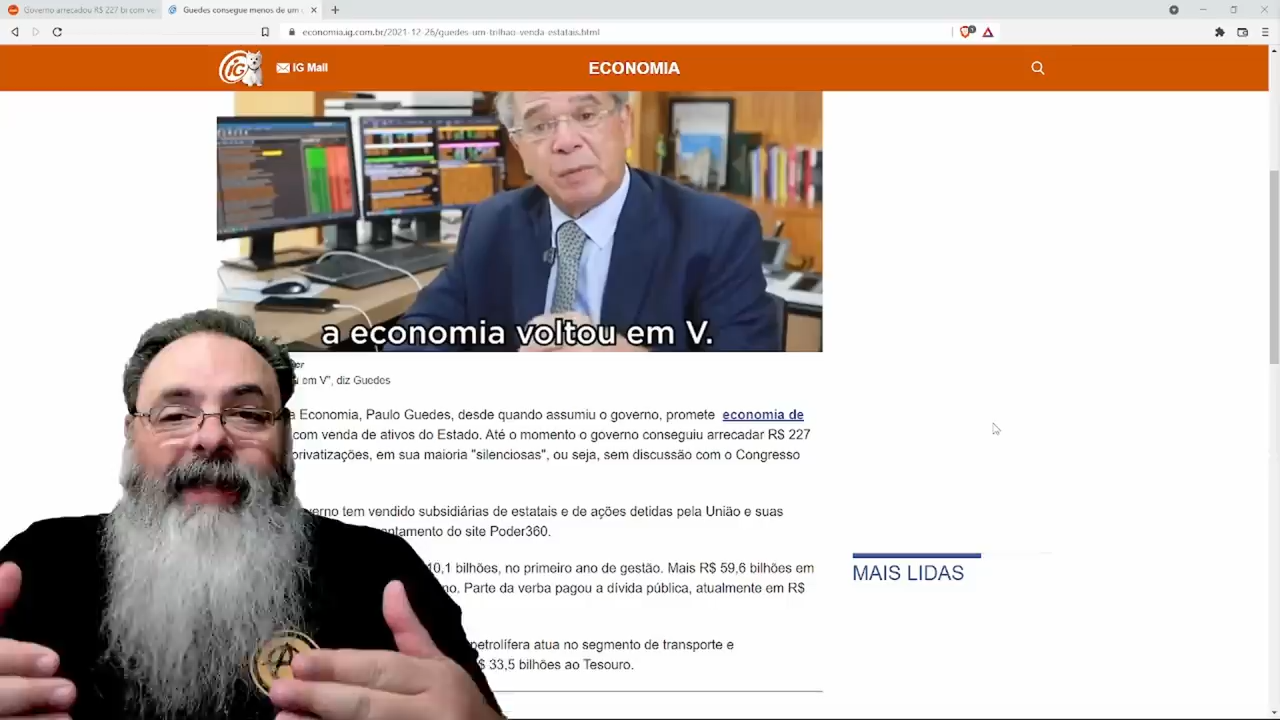 Governo arrecadou R$ 227 bi com ve
Guedes consegue menos de um
economia.ig.com.br/2021-12-26/guedes-um-trilhao-venda-estatais.html
iG
iG Mail
ECONOMIA
a economia voltou em V.
em V", diz Guedes
a Economia, Paulo Guedes, desde quando assumiu o governo, promete economia de
com venda de ativos do Estado. Até o momento o governo conseguiu arrecadar R$ 227
privatizações, em sua maioria "silenciosas", ou seja, sem discussão com o Congresso
verno tem vendido subsidiárias de estatais e de ações detidas pela União e suas
ntamento do site Poder360.
10,1 bilhões, no primeiro ano de gestão. Mais R$ 59,6 bilhões em
no. Parte da verba pagou a dívida pública, atualmente em R$
MAIS LIDAS
petrolífera atua no segmento de transporte e
$ 33,5 bilhões ao Tesouro.